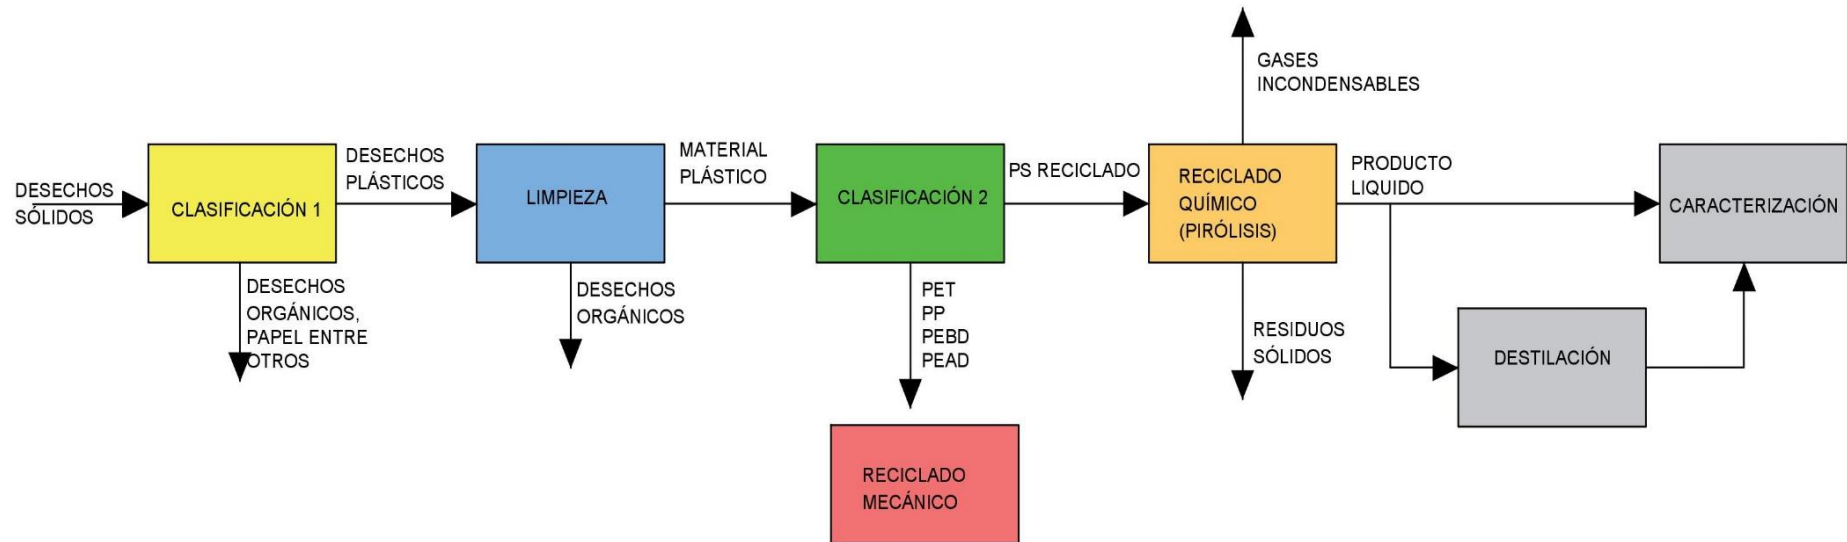 DESECHOS
SÓLIDOS
CLASIFICACIÓN 1
DESECHOS
ORGÁNICOS,
PAPEL ENTRE
OTROS
DESECHOS
PLÁSTICOS
LIMPIEZA
DESECHOS
ORGÁNICOS
MATERIAL
PLÁSTICO
CLASIFICACIÓN 2
PET
PP
PEBD
PEAD
RECICLADO
MECÁNICO
PS RECICLADO
RECICLADO
QUÍMICO
(PIRÓLISIS)
GASES
INCONDENSABLES
RESIDUOS
SÓLIDOS
PRODUCTO
LIQUIDO
DESTILACIÓN
CARACTERIZACIÓN